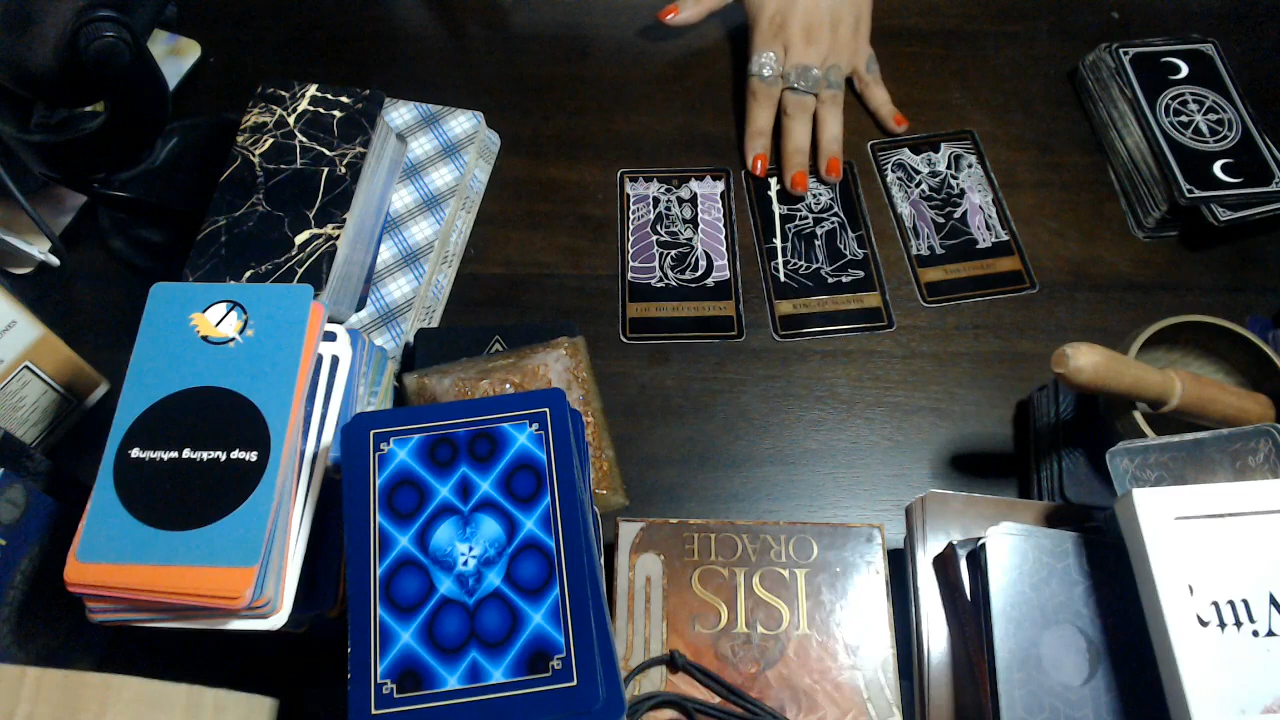 THE HIGH PRIESTESS
KING OF WANDS
THE LOVERS
Stop fucking whining.
ISIS
ORACLE